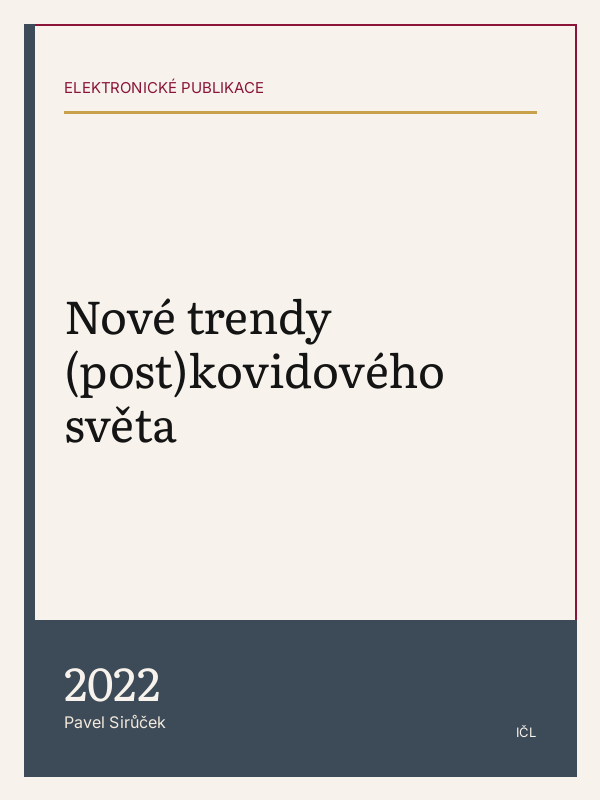 ELEKTRONICKÉ PUBLIKACE
Nové trendy
(post)kovidového
světa
2022
Pavel Sirůček
IČL